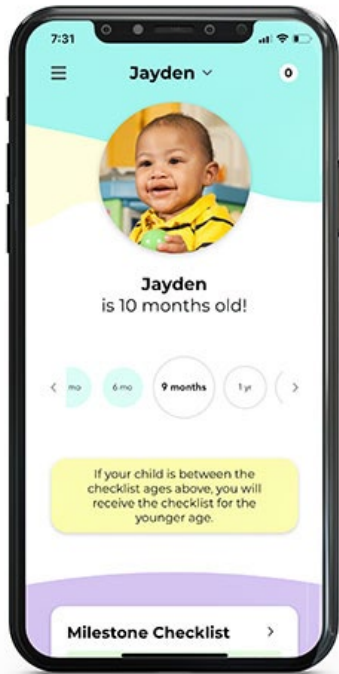 7:31
Jayden
0
Jayden
is 10 months old!
mo
6 mo
9 months
1 yr
If your child is between the
checklist ages above, you will
receive the checklist for the
younger age.
Milestone Checklist